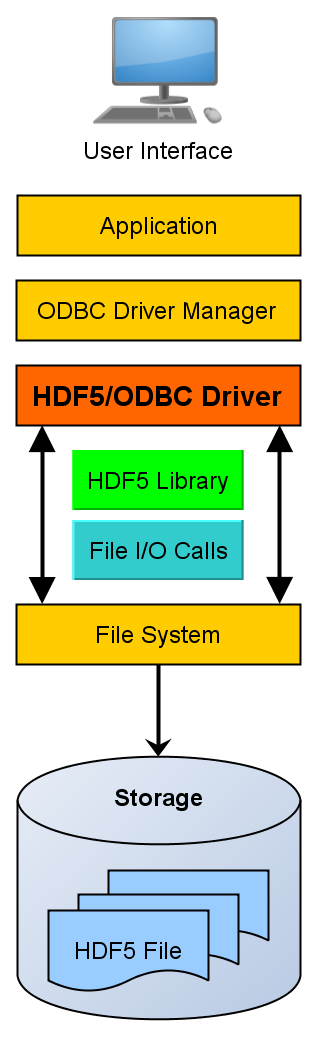 User Interface
Application
ODBC Driver Manager
HDF5/ODBC Driver
HDF5 Library
File I/O Calls
File System
Storage
HDF5 File